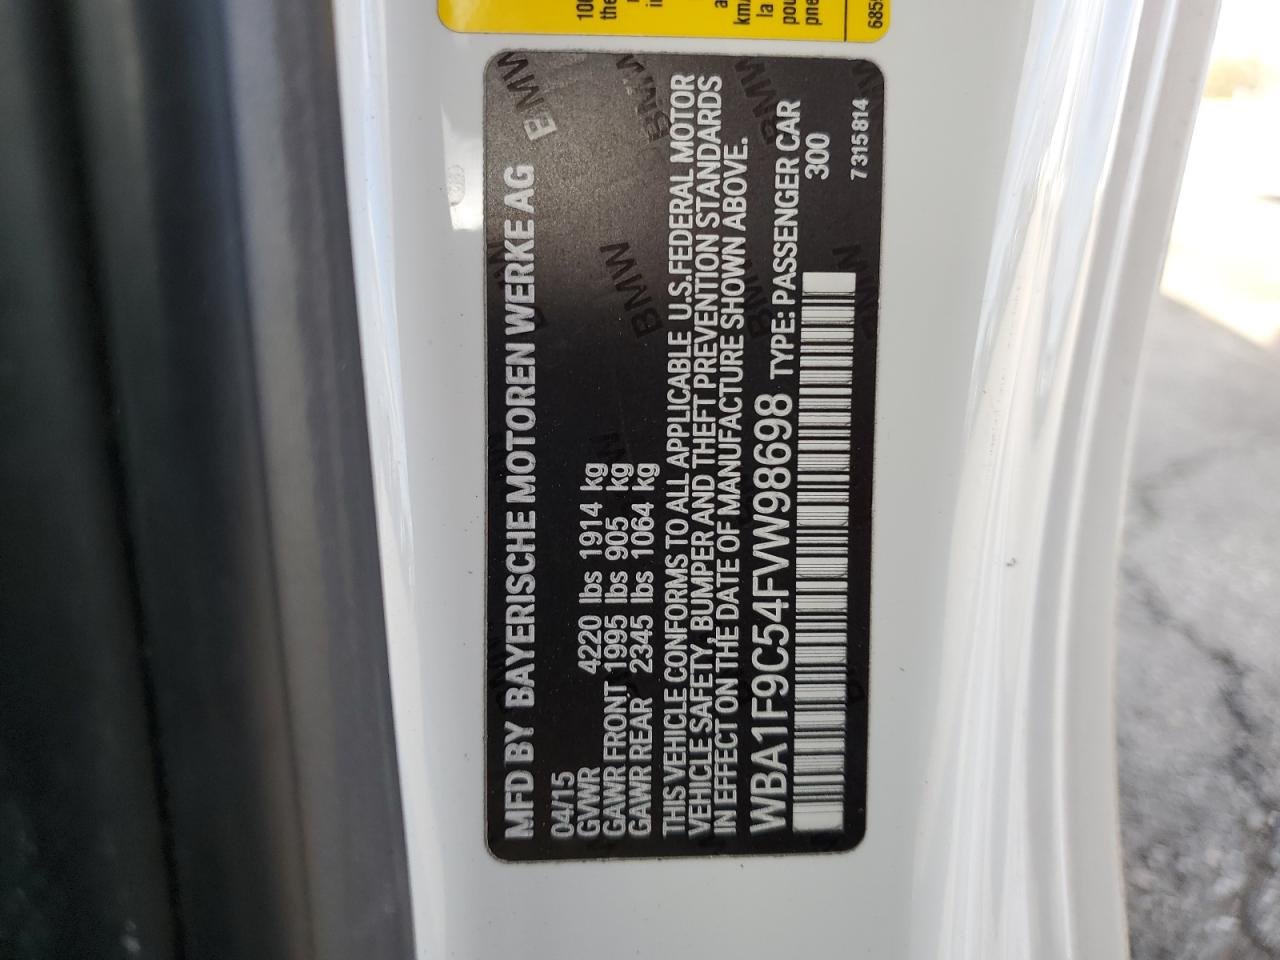 MFD BY BAYERISCHE MOTOREN WERKE AG
04/15
GVWR 4220 lbs 1914 kg
GAWR FRONT 1995 lbs 905 kg
GAWR REAR 2345 lbs 1064 kg
THIS VEHICLE CONFORMS TO ALL APPLICABLE U.S.FEDERAL MOTOR
VEHICLE SAFETY, BUMPER AND THEFT PREVENTION STANDARDS
IN EFFECT ON THE DATE OF MANUFACTURE SHOWN ABOVE.
WBA1F9C54FVW98698 TYPE: PASSENGER CAR
300
7315814